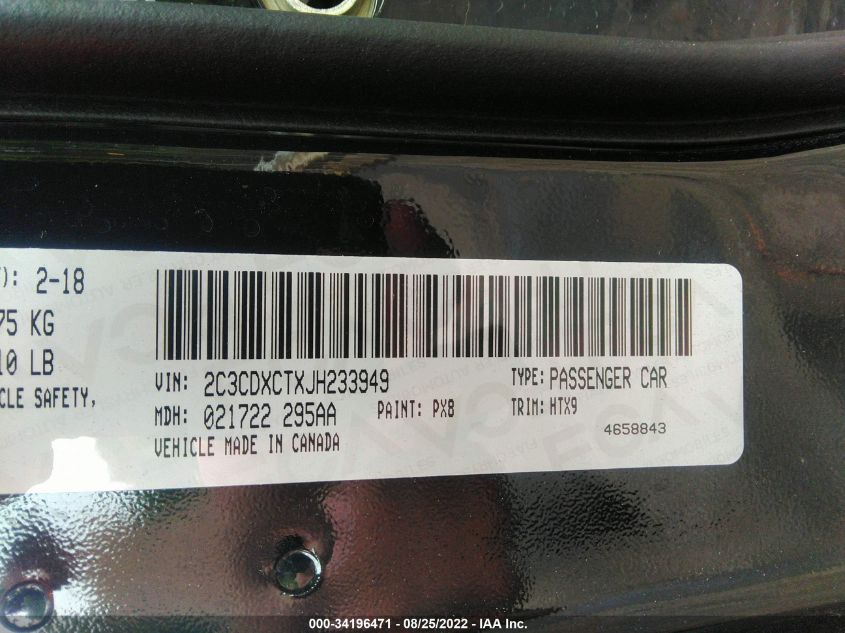 ): 2-18
75 KG
10 LB
CLE SAFETY,
VIN: 2C3CDXCTXJH233949 TYPE: PASSENGER CAR
MDH: 021722 295AA PAINT: PX8 TRIM: HTX9
VEHICLE MADE IN CANADA 4658843
000-34196471 - 08/25/2022 - IAA Inc.